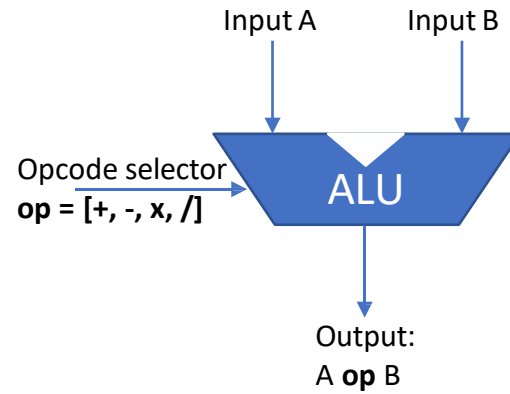 Input A
Input B
Opcode selector
op = [+, -, x, /]
ALU
Output:
A op B